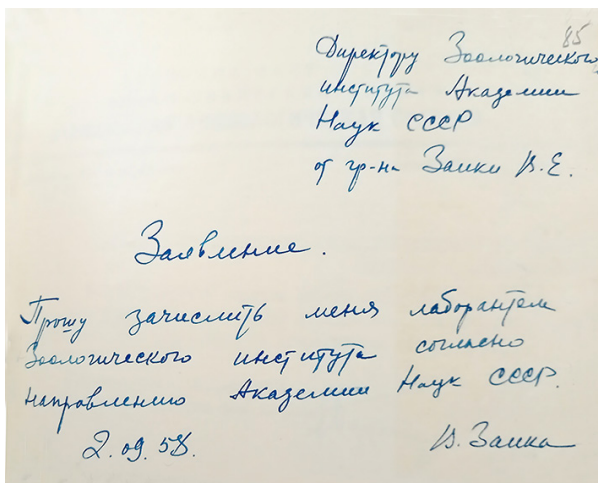 85
Директору Зоологического
института Академии
Наук СССР
от гр-на Заики В.Е.
Заявление.
Прошу зачислить меня лаборантом
Зоологического института согласно
направлению Академии Наук СССР.
2.09.58.
В. Заика